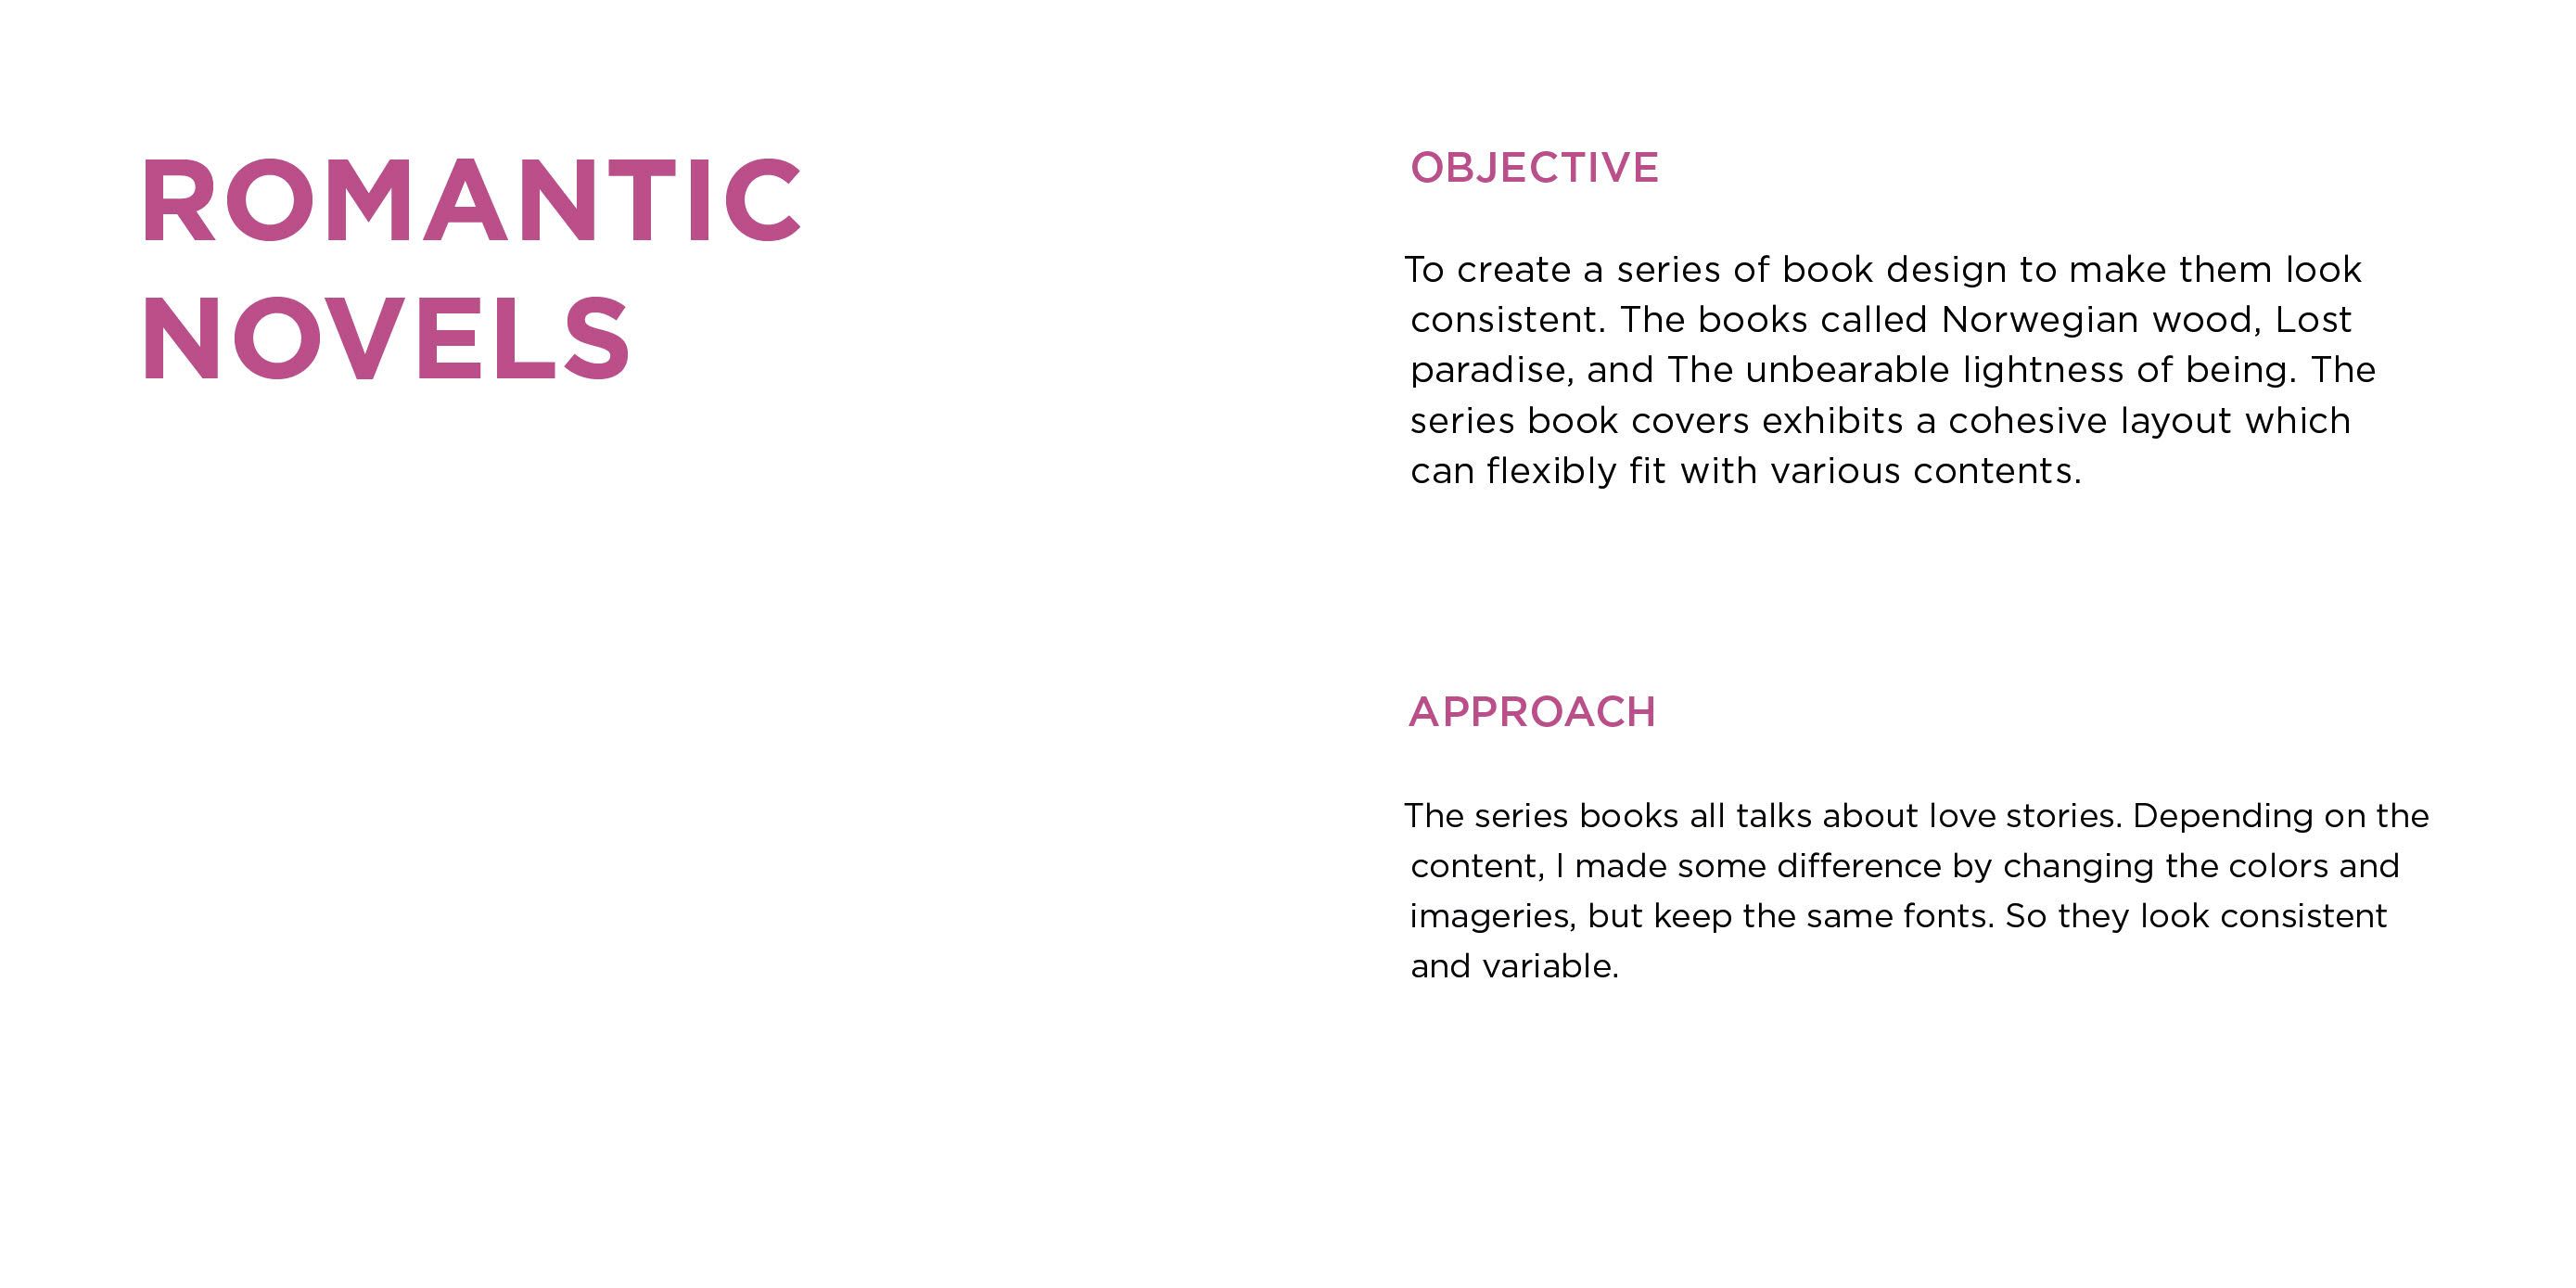 ROMANTIC
NOVELS
OBJECTIVE
To create a series of book design to make them look
consistent. The books called Norwegian wood, Lost
paradise, and The unbearable lightness of being. The
series book covers exhibits a cohesive layout which
can flexibly fit with various contents.
APPROACH
The series books all talks about love stories. Depending on the
content, I made some difference by changing the colors and
imageries, but keep the same fonts. So they look consistent
and variable.